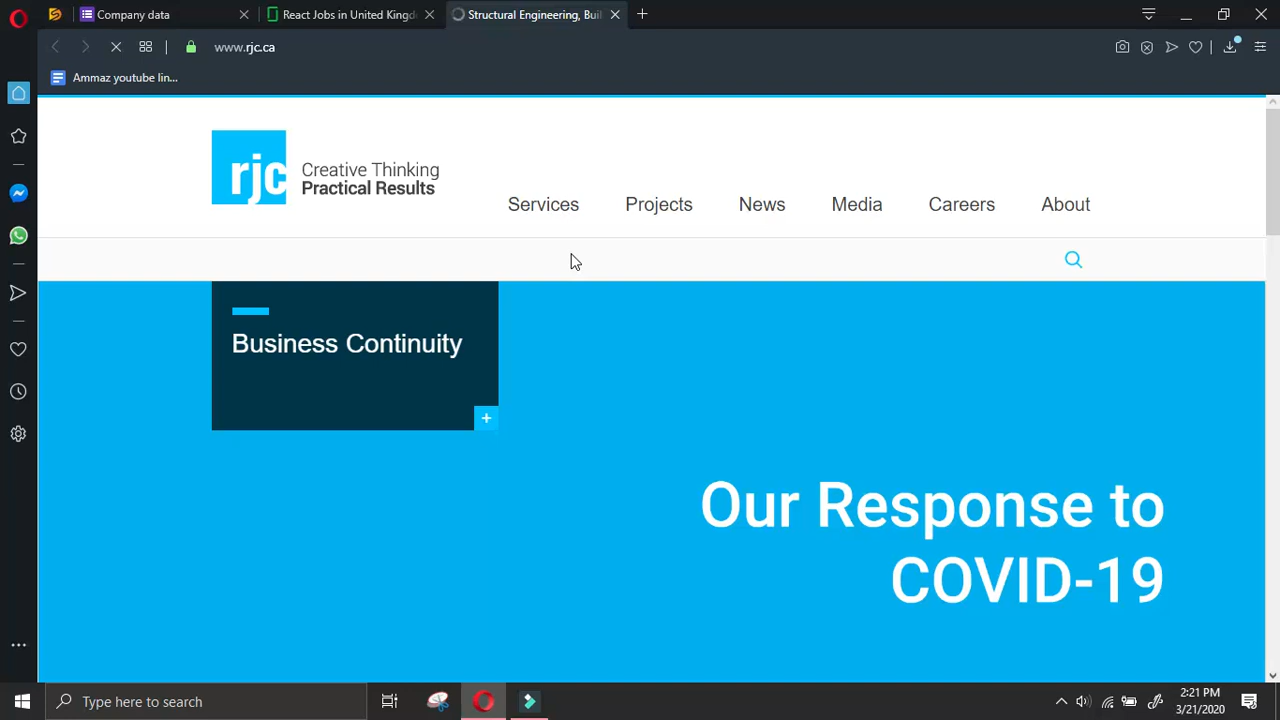 Company data
React Jobs in United Kingd
Structural Engineering, Buil
www.rjc.ca
Ammaz youtube lin...
rjc
Creative Thinking
Practical Results
Services
Projects
News
Media
Careers
About
Business Continuity
+
Our Response to
COVID-19
Type here to search
2:21 PM
3/21/2020